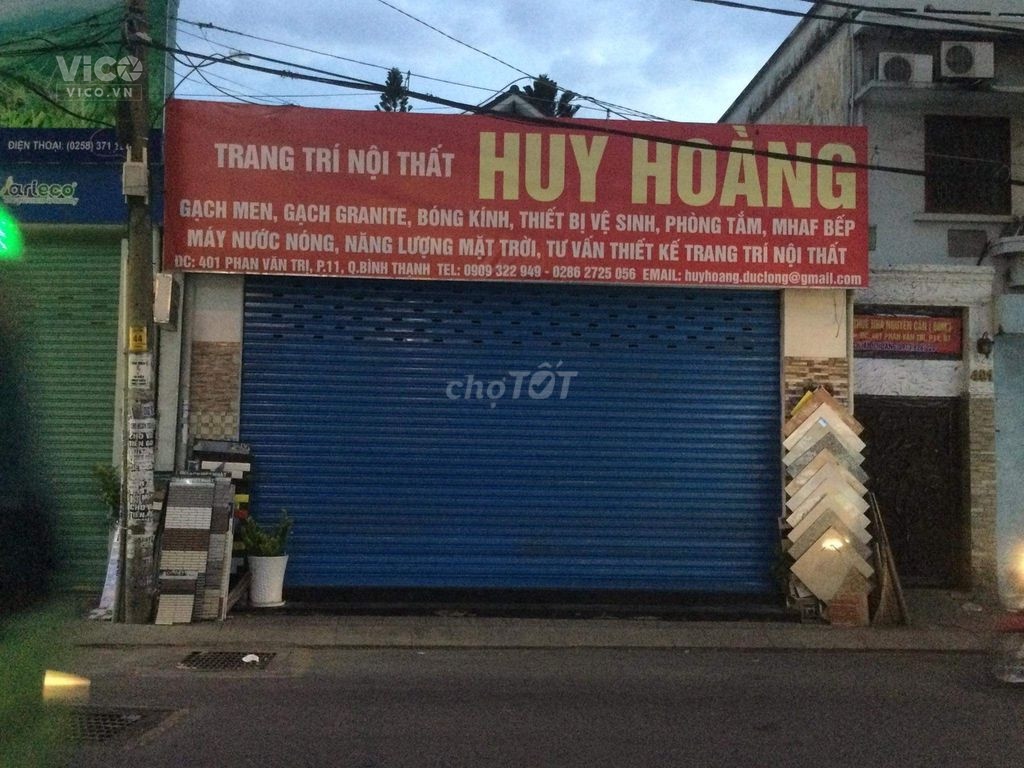 VICO
VICO.VN
ĐIỆN THOẠI: (0258) 371
TRANG TRÍ NỘI THẤT HUY HOÀNG
GẠCH MEN, GẠCH GRANITE, BÓNG KÍNH, THIẾT BỊ VỆ SINH, PHÒNG TẮM, MHAF BẾP
MÁY NƯỚC NÓNG, NĂNG LƯỢNG MẶT TRỜI, TƯ VẤN THIẾT KẾ TRANG TRÍ NỘI THẤT
ĐC: 401 PHAN VĂN TRỊ, P.11, Q.BÌNH THẠNH TEL: 0909 322 949 - 0286 2725 056 EMAIL: huyhoang.duclong@gmail.com
44
chợTỐT
401